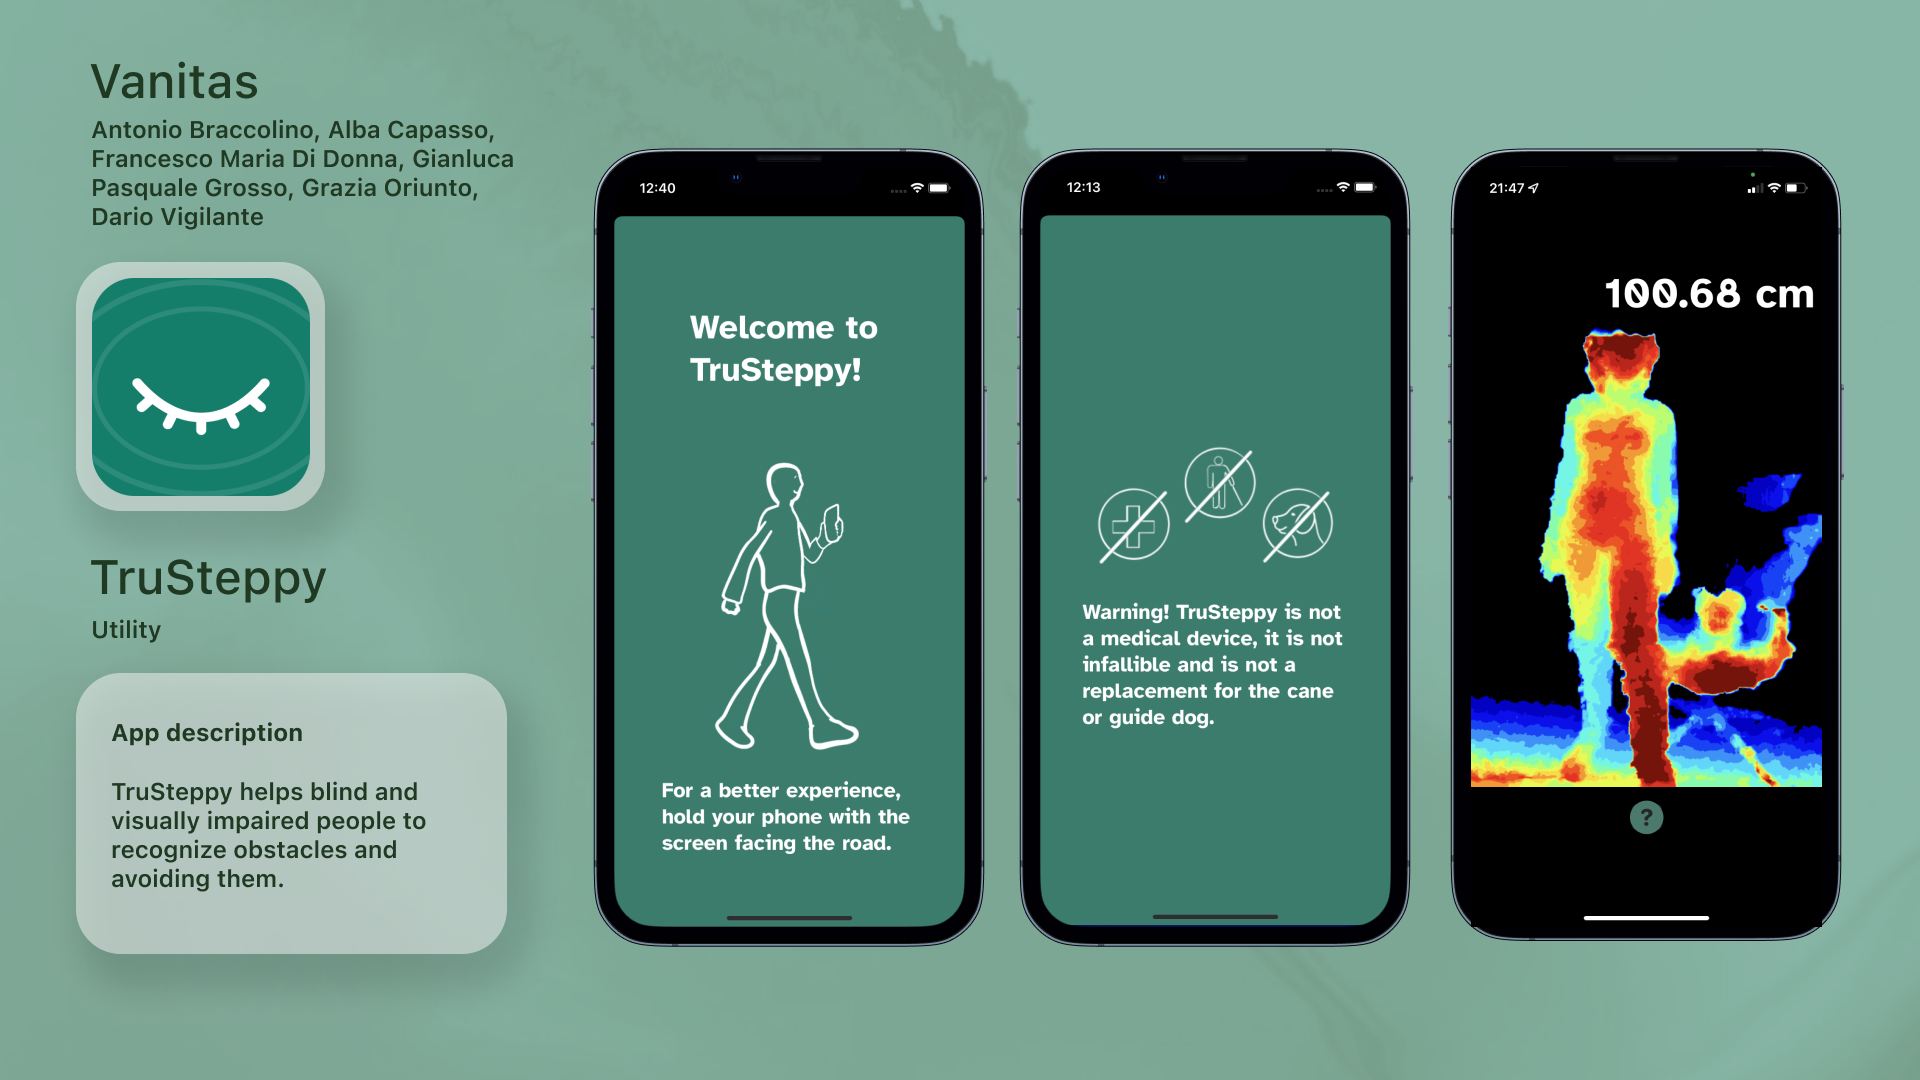 Vanitas
Antonio Braccolino, Alba Capasso,
Francesco Maria Di Donna, Gianluca
Pasquale Grosso, Grazia Oriunto,
Dario Vigilante
TruSteppy
Utility
App description
TruSteppy helps blind and
visually impaired people to
recognize obstacles and
avoiding them.
12:40
Welcome to
TruSteppy!
For a better experience,
hold your phone with the
screen facing the road.
12:13
Warning! TruSteppy is not
a medical device, it is not
infallible and is not a
replacement for the cane
or guide dog.
21:47
100.68 cm
?